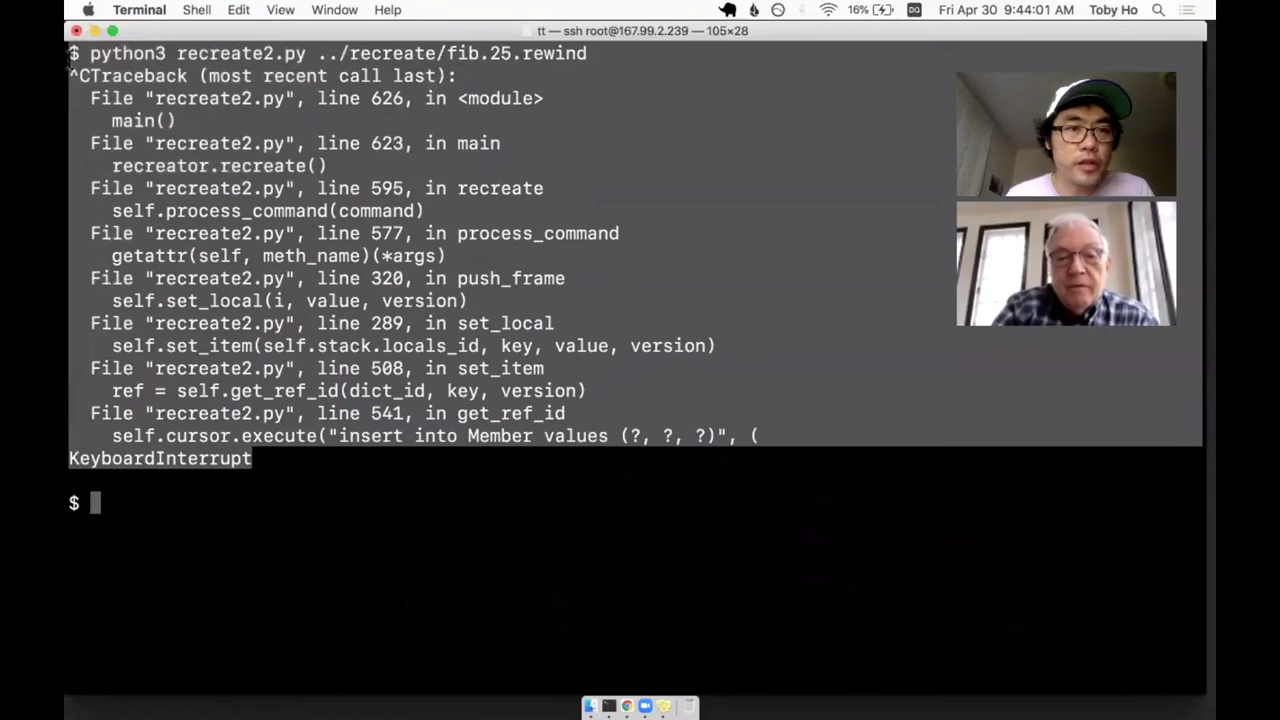 Terminal Shell Edit View Window Help 16% DQ Fri Apr 30 9:44:01 AM Toby Ho
tt — ssh root@167.99.2.239 — 105×28
$ python3 recreate2.py ../recreate/fib.25.rewind
^CTraceback (most recent call last):
File "recreate2.py", line 626, in <module>
main()
File "recreate2.py", line 623, in main
recreator.recreate()
File "recreate2.py", line 595, in recreate
self.process_command(command)
File "recreate2.py", line 577, in process_command
getattr(self, meth_name)(*args)
File "recreate2.py", line 320, in push_frame
self.set_local(i, value, version)
File "recreate2.py", line 289, in set_local
self.set_item(self.stack.locals_id, key, value, version)
File "recreate2.py", line 508, in set_item
ref = self.get_ref_id(dict_id, key, version)
File "recreate2.py", line 541, in get_ref_id
self.cursor.execute("insert into Member values (?, ?, ?)", (
KeyboardInterrupt
$